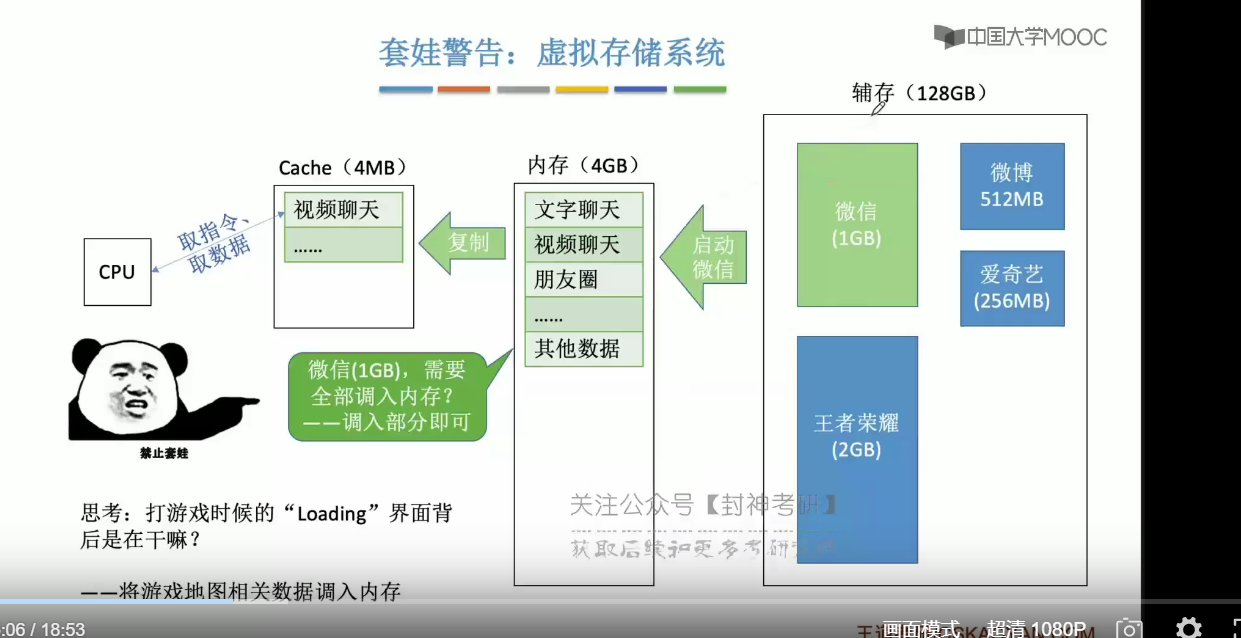 中国大学MOOC
套娃警告：虚拟存储系统
辅存（128GB）
Cache（4MB）
内存（4GB）
视频聊天
……
取指令、
取数据
CPU
复制
文字聊天
视频聊天
朋友圈
……
其他数据
启动
微信
微信
(1GB)
微博
512MB
爱奇艺
(256MB)
王者荣耀
(2GB)
微信(1GB)，需要
全部调入内存？
——调入部分即可
禁止套娃
思考：打游戏时候的“Loading”界面背
后是在干嘛？
——将游戏地图相关数据调入内存
关注公众号【封神考研】
获取后续和更多考研
:06 / 18:53
画面模式
超清 1080P